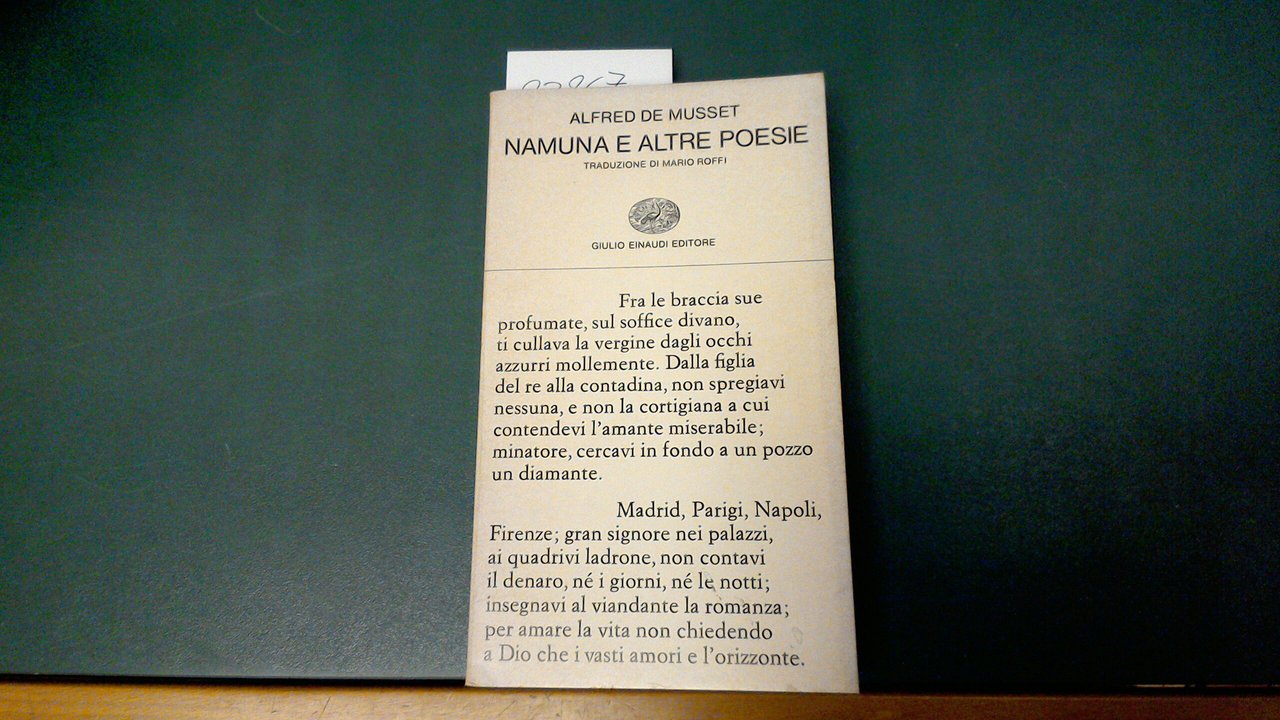 ALFRED DE MUSSET
NAMUNA E ALTRE POESIE
TRADUZIONE DI MARIO ROFFI
GIULIO EINAUDI EDITORE
Fra le braccia sue
profumate, sul soffice divano,
ti cullava la vergine dagli occhi
azzurri mollemente. Dalla figlia
del re alla contadina, non spregiavi
nessuna, e non la cortigiana a cui
contendevi l'amante miserabile;
minatore, cercavi in fondo a un pozzo
un diamante.
Madrid, Parigi, Napoli,
Firenze; gran signore nei palazzi,
ai quadrivi ladrone, non contavi
il denaro, né i giorni, né le notti;
insegnavi al viandante la romanza;
per amare la vita non chiedendo
a Dio che i vasti amori e l'orizzonte.